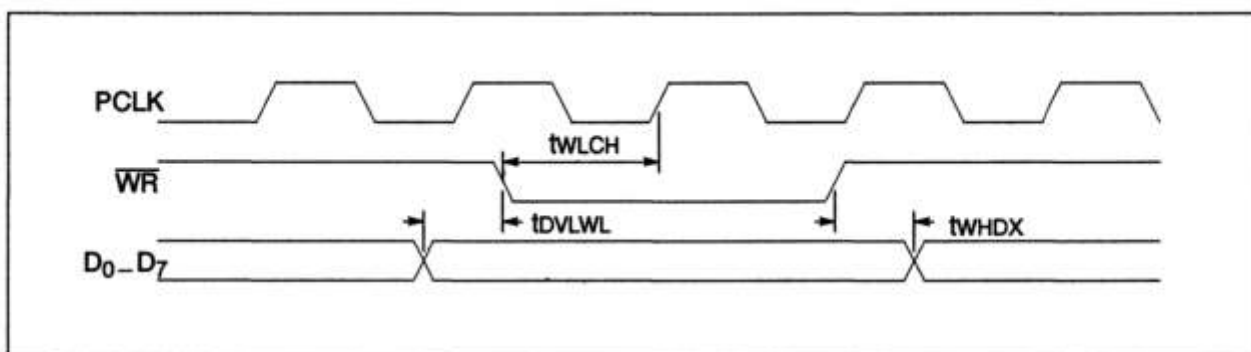 PCLK
tWLCH
WR
tDVLWL
tWHDX
D0–D7